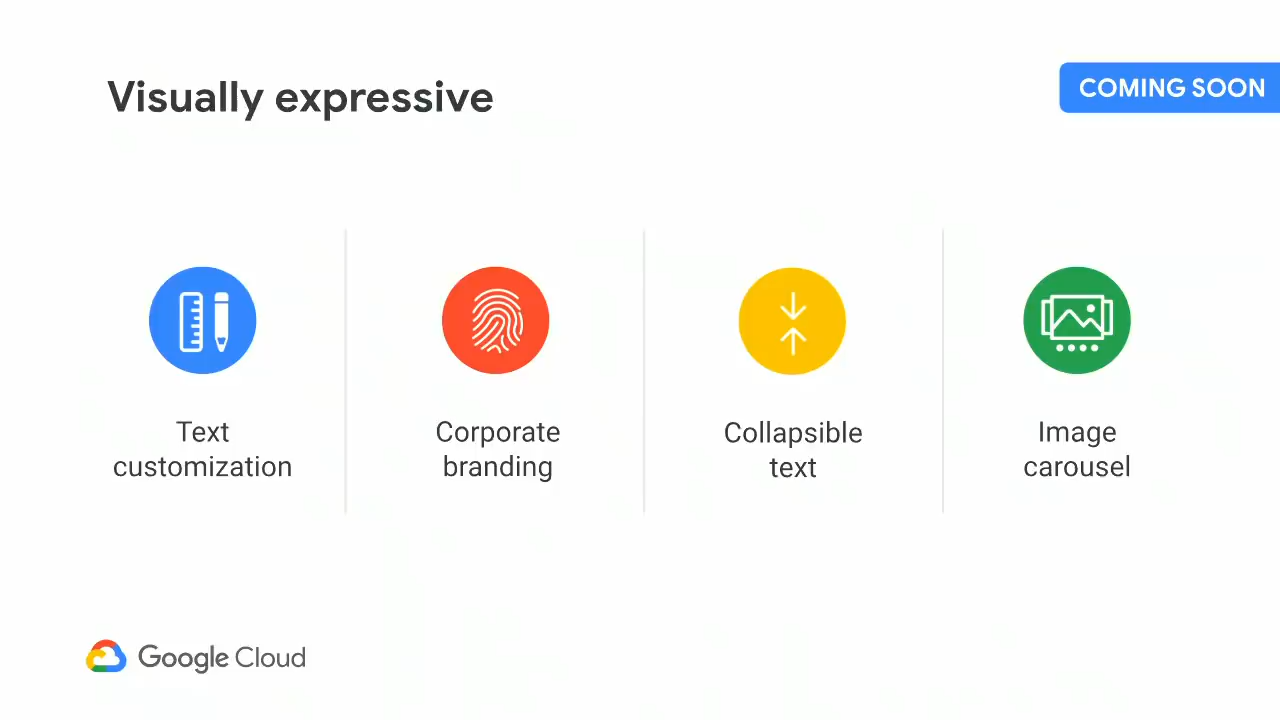 Visually expressive
COMING SOON
Text
customization
Corporate
branding
Collapsible
text
Image
carousel
Google Cloud